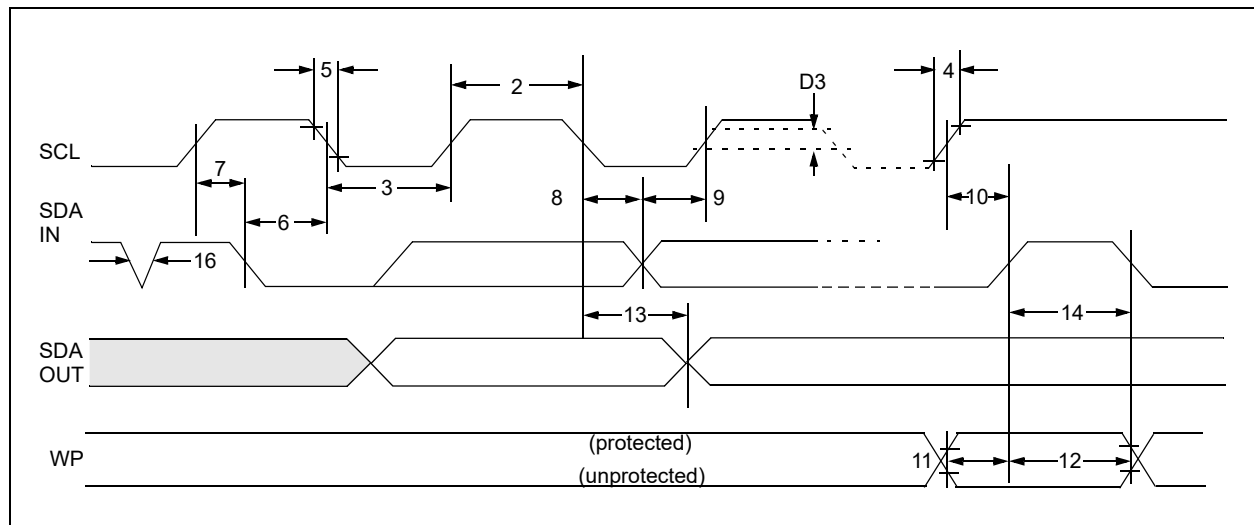 5
2
D3
4
SCL
7
3
8
9
10
SDA
IN
6
16
13
14
SDA
OUT
(protected)
WP
11
12
(unprotected)